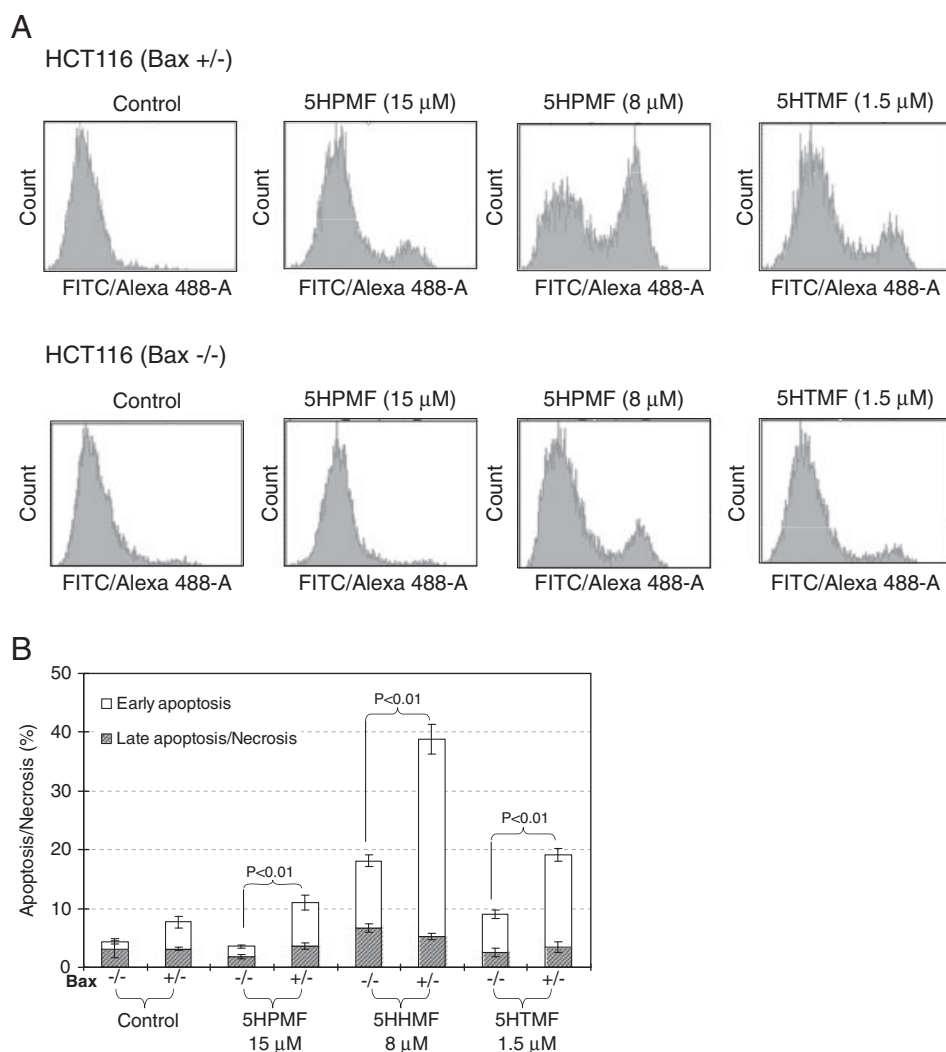 A
HCT116 (Bax +/-)
Control 5HPMF (15 μM) 5HPMF (8 μM) 5HTMF (1.5 μM)
Count Count Count Count
FITC/Alexa 488-A FITC/Alexa 488-A FITC/Alexa 488-A FITC/Alexa 488-A
HCT116 (Bax -/-)
Control 5HPMF (15 μM) 5HPMF (8 μM) 5HTMF (1.5 μM)
Count Count Count Count
FITC/Alexa 488-A FITC/Alexa 488-A FITC/Alexa 488-A FITC/Alexa 488-A
B
Apoptosis/Necrosis (%)
50
40
30
20
10
0
Early apoptosis
Late apoptosis/Necrosis
P<0.01
P<0.01
P<0.01
Bax -/- +/- -/- +/- -/- +/- -/- +/-
Control 5HPMF 5HHMF 5HTMF
15 μM 8 μM 1.5 μM